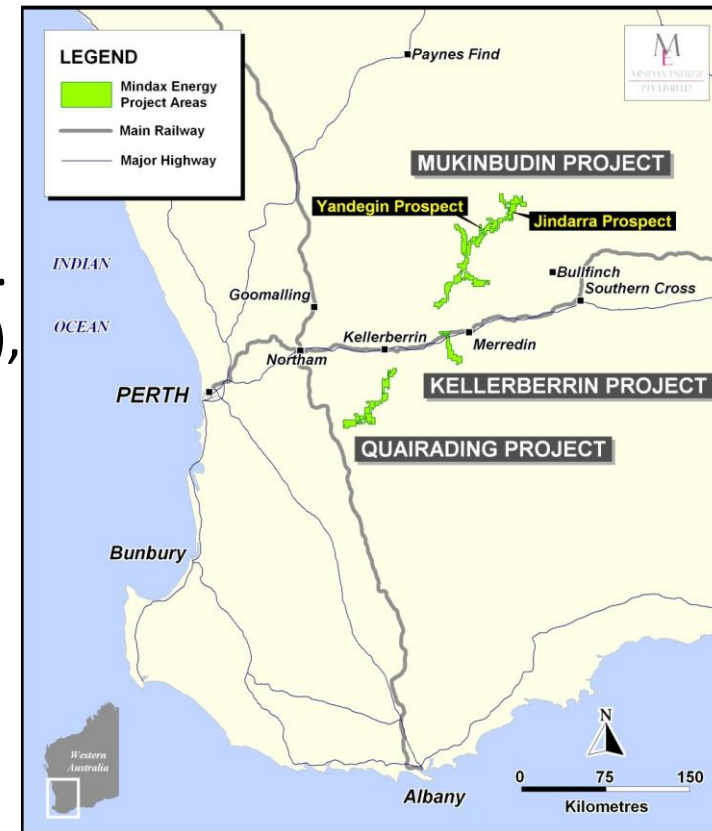 LEGEND
Mindax Energy
Project Areas
Main Railway
Major Highway
ME
MINDAX ENERGY
PTY LIMITED
Paynes Find
MUKINBUDIN PROJECT
Yandegin Prospect
Jindarra Prospect
INDIAN
OCEAN
Bullfinch
Southern Cross
Goomalling
),
Kellerberrin
Merredin
Northam
PERTH
KELLERBERRIN PROJECT
QUAIRADING PROJECT
Bunbury
Albany
N
0 75 150
Kilometres
Western
Australia